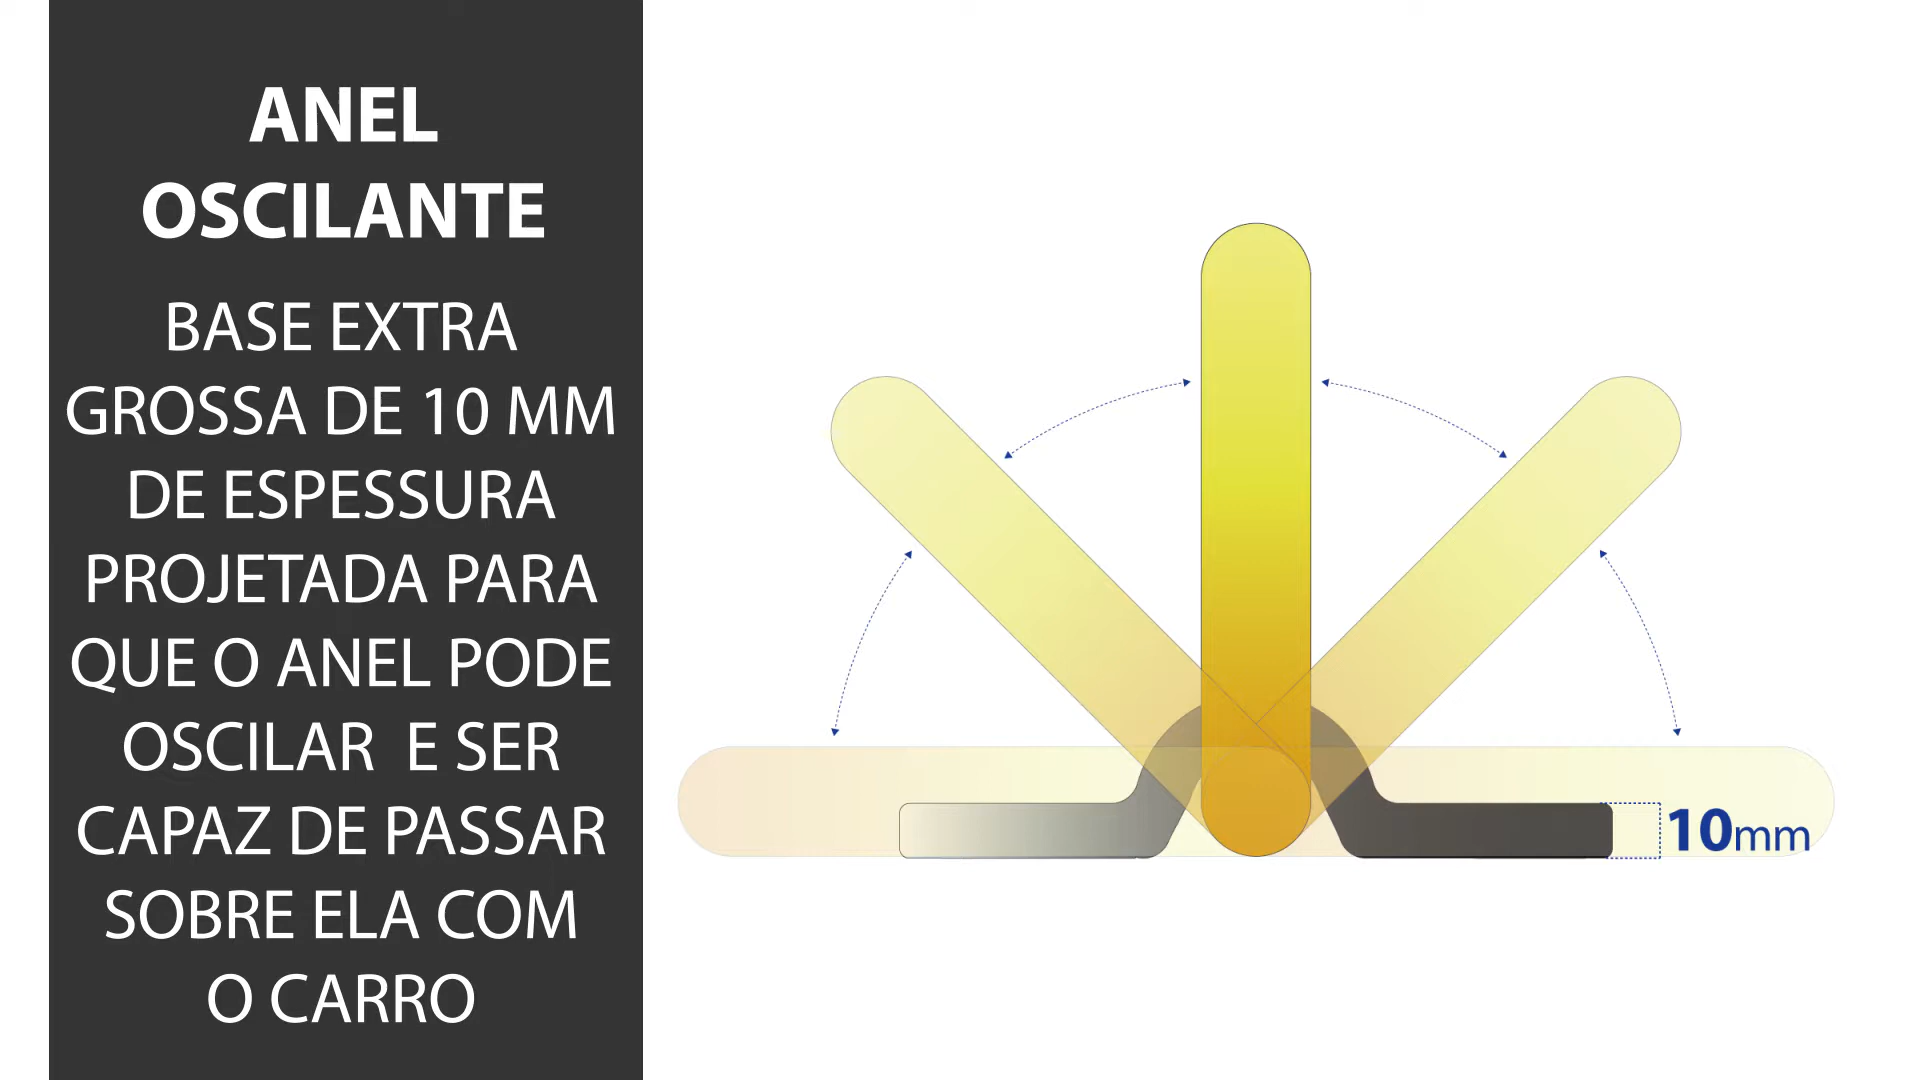 ANEL
OSCILANTE
BASE EXTRA
GROSSA DE 10 MM
DE ESPESSURA
PROJETADA PARA
QUE O ANEL PODE
OSCILAR  E SER
CAPAZ DE PASSAR
SOBRE ELA COM
O CARRO
10mm